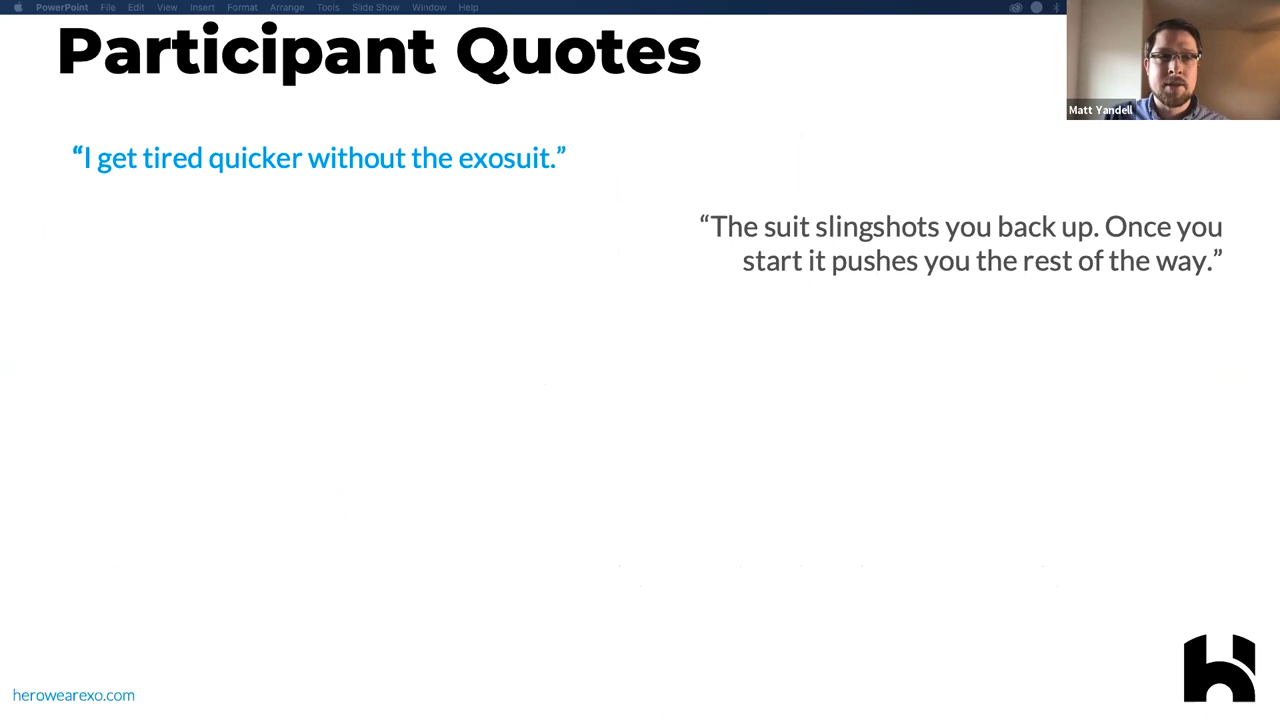 PowerPoint File Edit View Insert Format Arrange Tools Slide Show Window Help
Participant Quotes
Matt Yandell
“I get tired quicker without the exosuit.”
“The suit slingshots you back up. Once you
start it pushes you the rest of the way.”
herowearexo.com